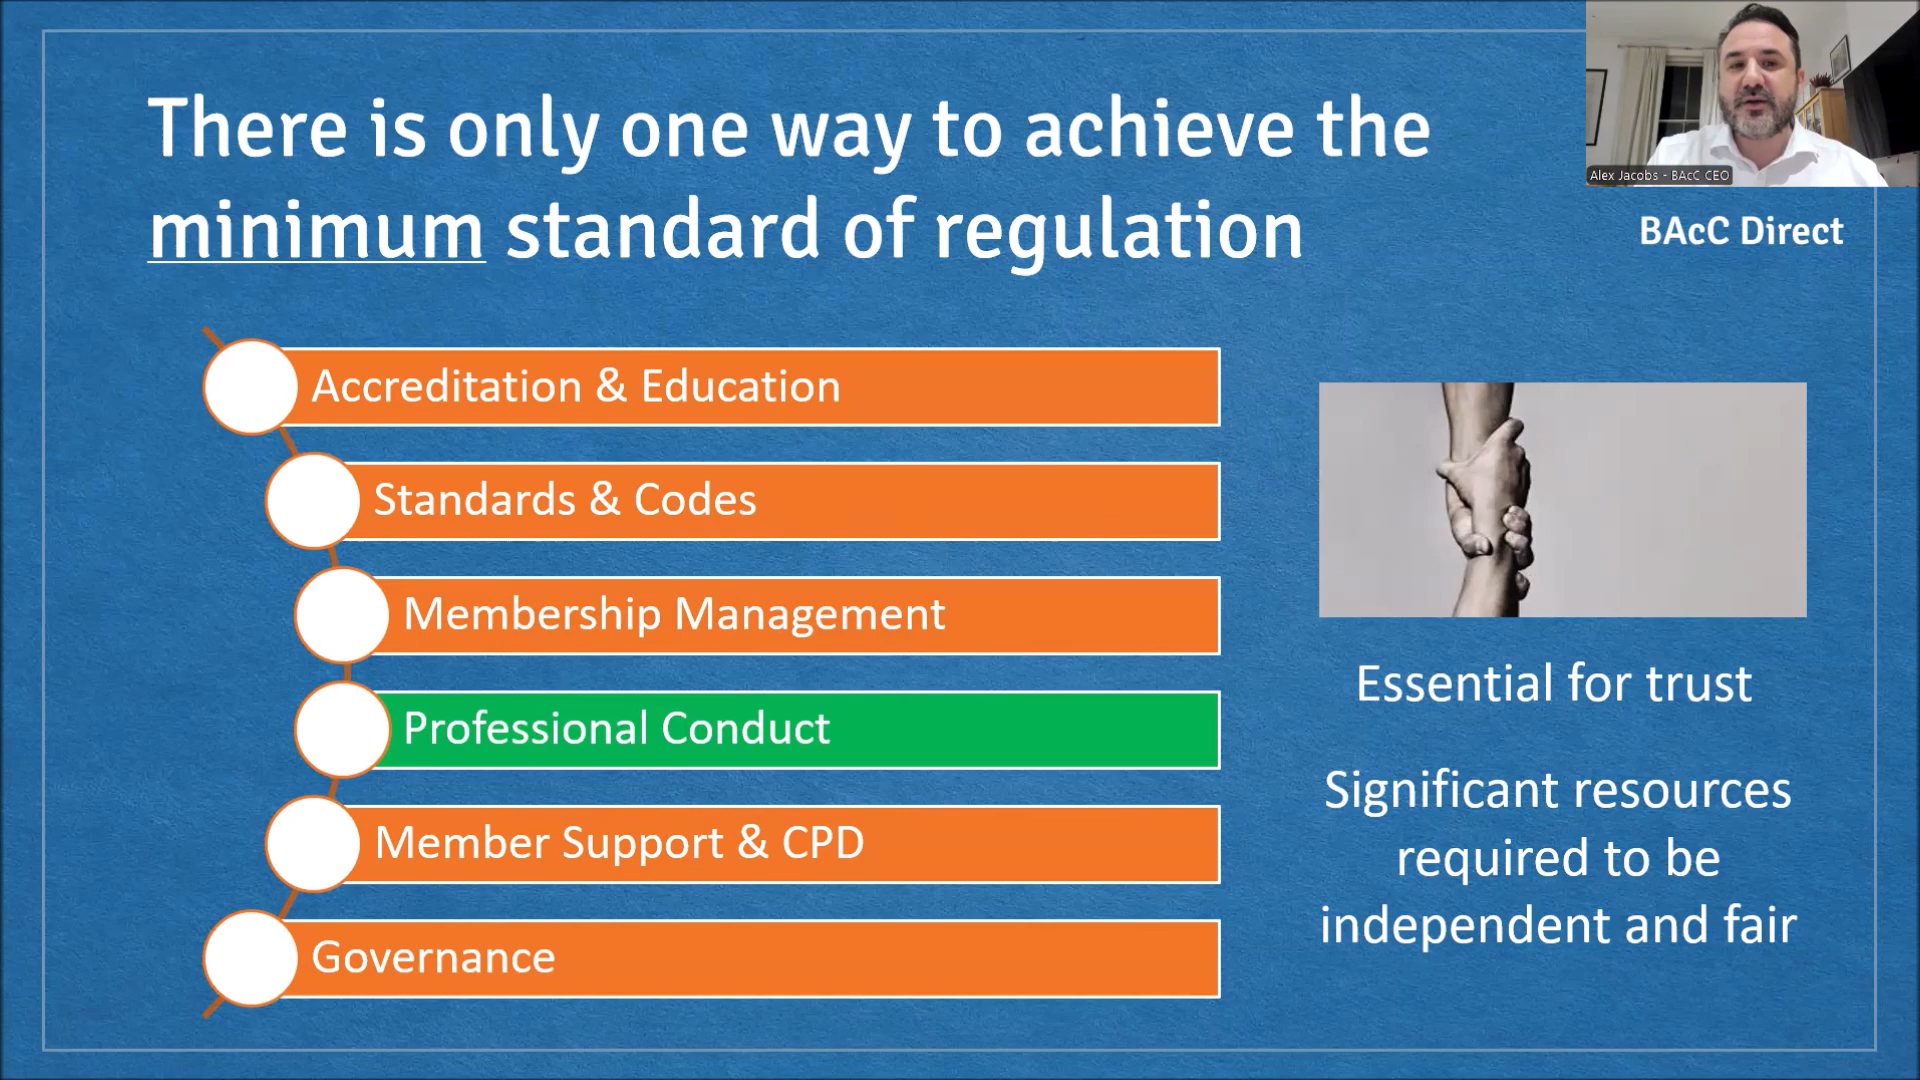 There is only one way to achieve the
minimum standard of regulation
Alex Jacobs - BAcC CEO
BAcC Direct
Accreditation & Education
Standards & Codes
Membership Management
Professional Conduct
Member Support & CPD
Governance
Essential for trust
Significant resources
required to be
independent and fair